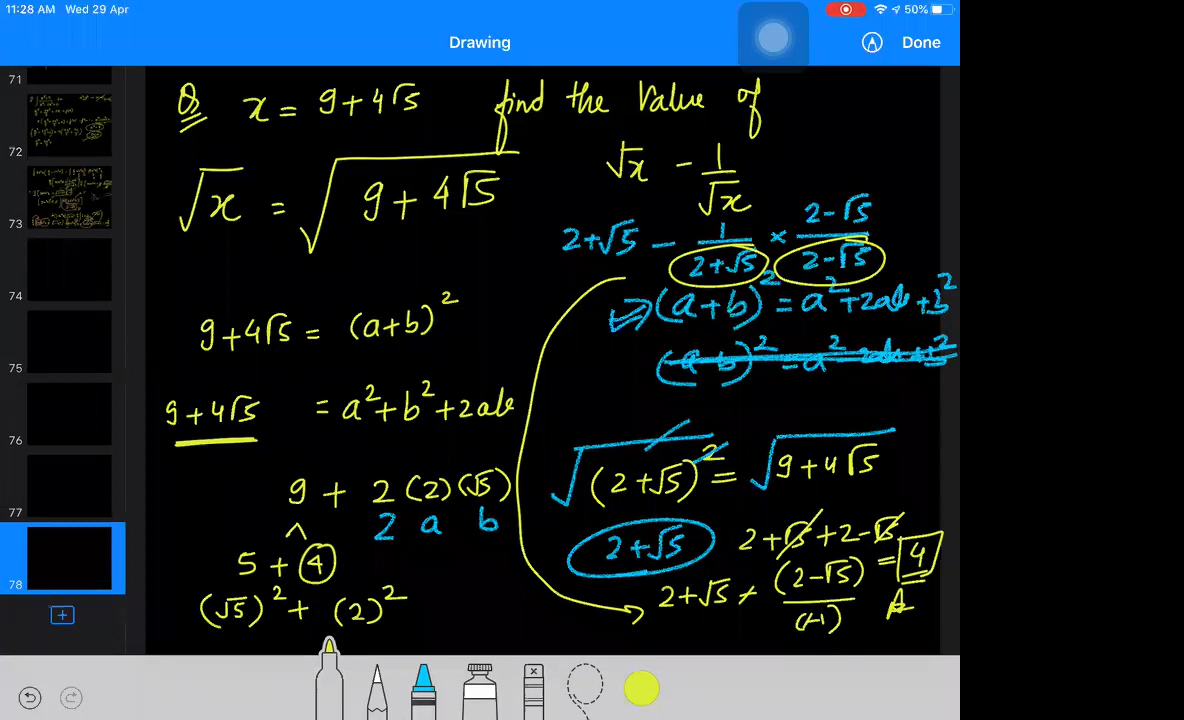 11:28 AM Wed 29 Apr
50%
Drawing
Done
71
72
73
74
75
76
77
78
Q x = 9+4√5 find the value of
√x - 1/√x
√x = √(9+4√5)
2+√5 - 1/(2+√5) × (2-√5)/(2-√5)
⇒ (a+b)² = a²+2ab+b²
(a-b)² = a² - 2ab + b²
9+4√5 = (a+b)²
9+4√5 = a²+b²+2ab
9 + 2(2)(√5)
2 a b
5 + 4
(√5)² + (2)²
√(2+√5)² = √(9+4√5)
2+√5
2+√5+2-√5
2+√5 - (2-√5)/(-1) = 4
A